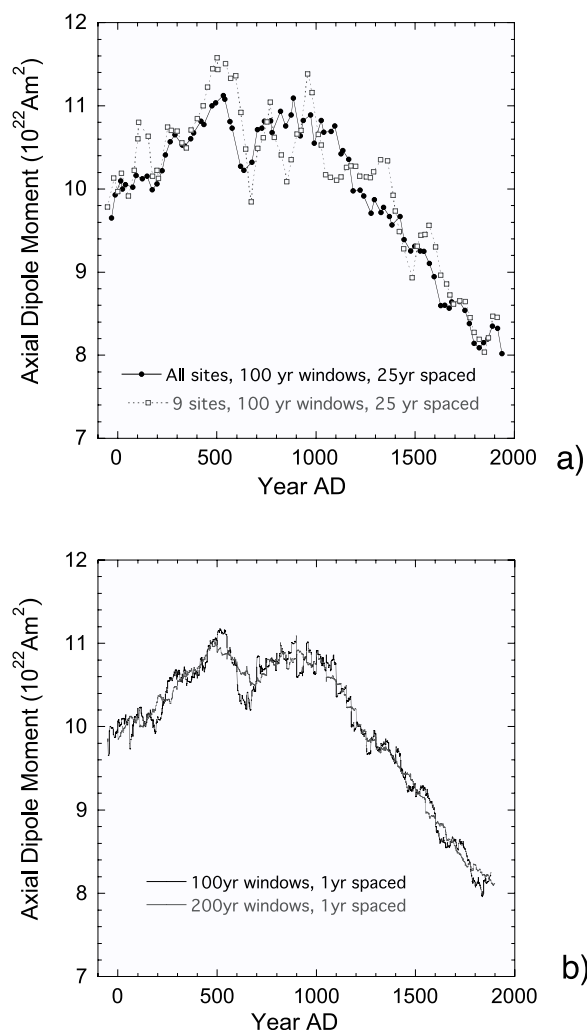 12
11
10
9
8
7
Axial Dipole Moment (10²²Am²)
All sites, 100 yr windows, 25yr spaced
9 sites, 100 yr windows, 25 yr spaced
0 500 1000 1500 2000
Year AD
a)
12
11
10
9
8
7
Axial Dipole Moment (10²²Am²)
100yr windows, 1yr spaced
200yr windows, 1yr spaced
0 500 1000 1500 2000
Year AD
b)